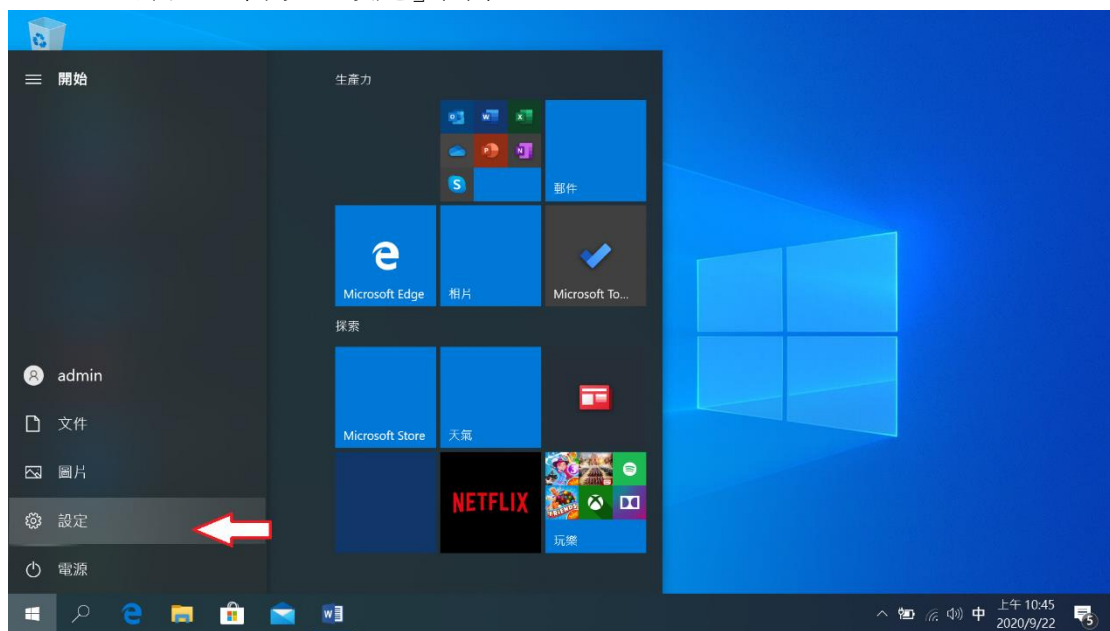 開始
生產力
郵件
Microsoft Edge
相片
Microsoft To...
探索
admin
文件
圖片
設定
電源
Microsoft Store
天氣
NETFLIX
玩樂
中
上午 10:45
2020/9/22
5